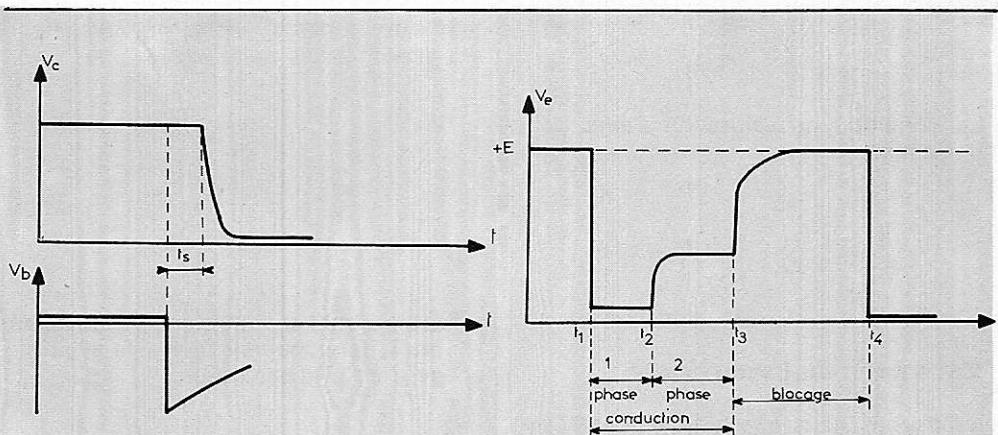 Vc
t
ts
Vb
t
Ve
+E
t1 t2 t3 t4
1 2
phase phase blocage
conduction